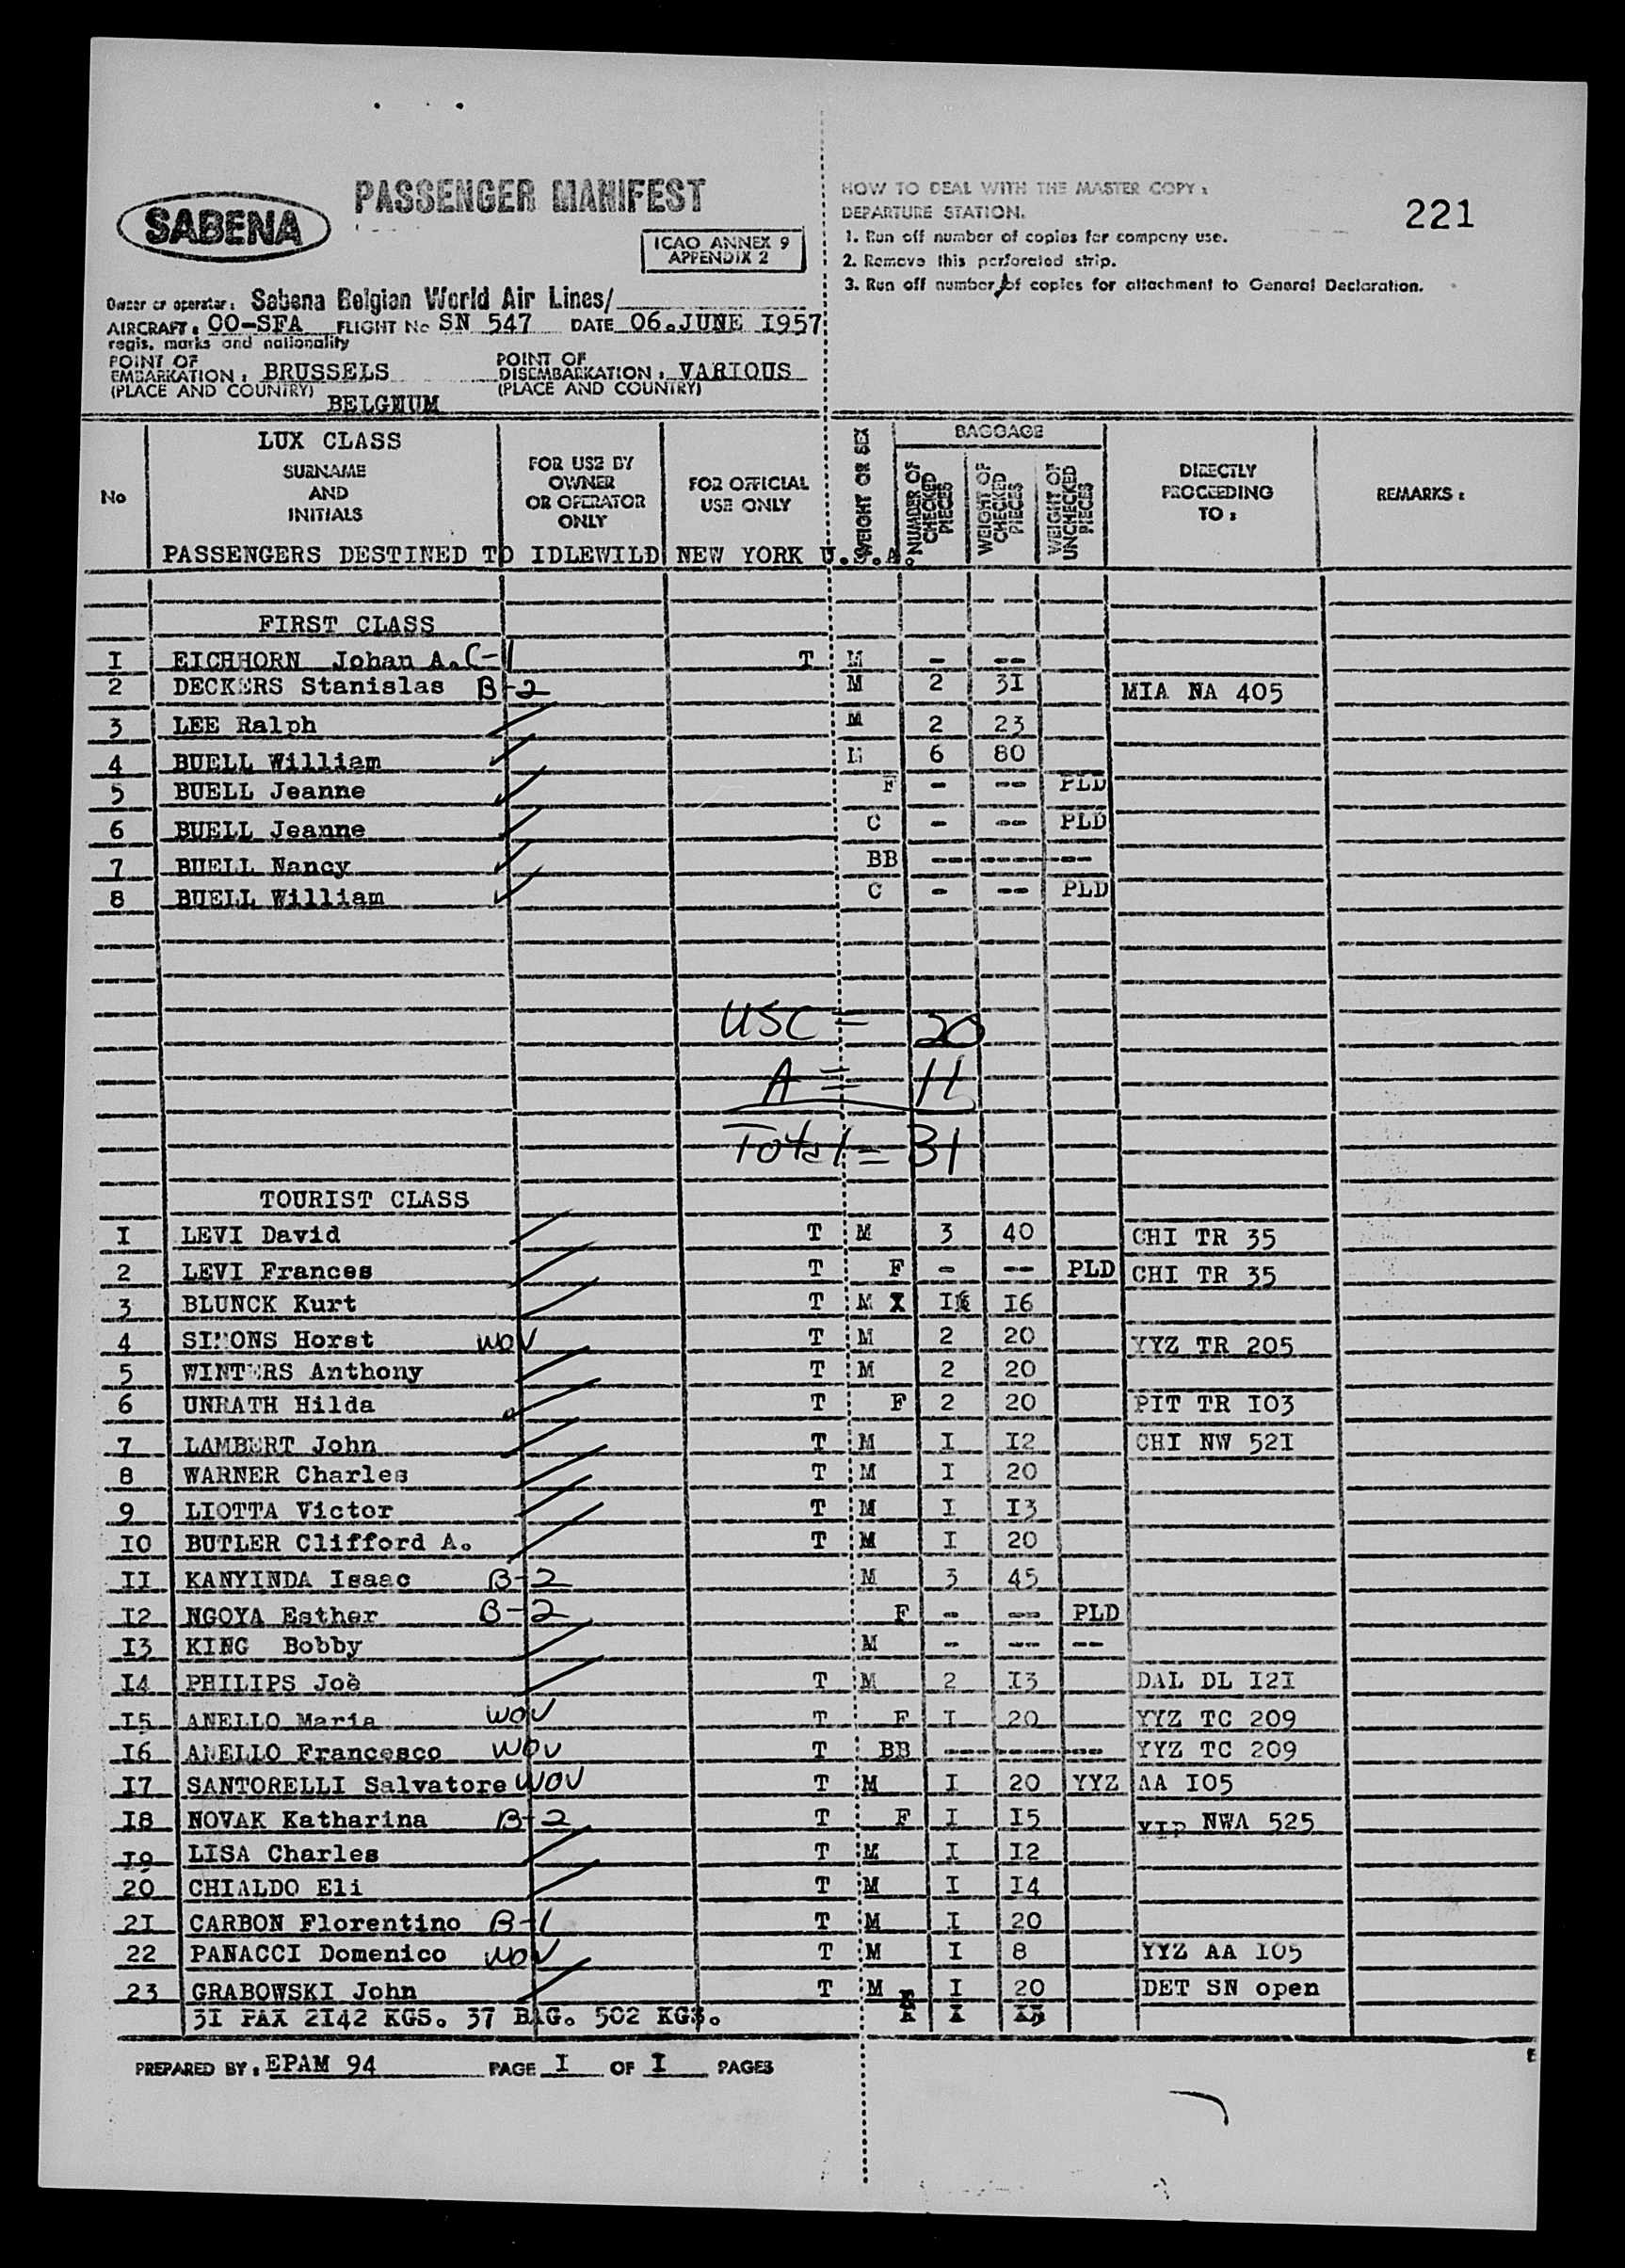 PASSENGER MANIFEST
SABENA
ICAO ANNEX 9
APPENDIX 2
HOW TO DEAL WITH THE MASTER COPY :
DEPARTURE STATION.
1. Run off number of copies for company use.
2. Remove this perforated strip.
3. Run off number of copies for attachment to General Declaration.
221
Owner or operator : Sabena Belgian World Air Lines/
AIRCRAFT : OO-SFA FLIGHT No SN 547 DATE 06.JUNE I957
regis. marks and nationality
POINT OF EMBARKATION : BRUSSELS POINT OF DISEMBARKATION : VARIOUS
(PLACE AND COUNTRY) BELGNUM (PLACE AND COUNTRY)
No
LUX CLASS
SURNAME
AND
INITIALS
FOR USE BY
OWNER
OR OPERATOR
ONLY
FOR OFFICIAL
USE ONLY
WEIGHT OR SEX
BAGGAGE
NUMBER OF CHECKED PIECES
WEIGHT OF CHECKED PIECES
WEIGHT OF UNCHECKED PIECES
DIRECTLY
PROCEEDING
TO :
REMARKS :
PASSENGERS DESTINED TO IDLEWILD NEW YORK U.S.A.
FIRST CLASS
I EICHHORN Johan A. C-1 T M - --
2 DECKERS Stanislas B-2 M 2 3I MIA NA 405
3 LEE Ralph M 2 23
4 BUELL William M 6 80
5 BUELL Jeanne F - -- PLD
6 BUELL Jeanne C - -- PLD
7 BUELL Nancy BB ----------
8 BUELL William C - -- PLD
USC = 20
A = 11
Total = 31
TOURIST CLASS
I LEVI David T M 3 40 CHI TR 35
2 LEVI Frances T F - -- PLD CHI TR 35
3 BLUNCK Kurt T M X I I6
4 SIMONS Horst WOV T M 2 20 YYZ TR 205
5 WINTERS Anthony T M 2 20
6 UNRATH Hilda T F 2 20 PIT TR I03
7 LAMBERT John T M I I2 CHI NW 52I
8 WARNER Charles T M I 20
9 LIOTTA Victor T M I I3
IO BUTLER Clifford A. T M I 20
II KANYINDA Isaac B-2 M 3 45
I2 NGOYA Esther B-2 F - -- PLD
I3 KING Bobby M - -- --
I4 PHILIPS Joè T M 2 I3 DAL DL I2I
I5 ANELLO Maria WOV T F I 20 YYZ TC 209
I6 ANELLO Francesco WOV T BB ---------- YYZ TC 209
I7 SANTORELLI Salvatore WOV T M I 20 YYZ AA I05
I8 NOVAK Katharina B-2 T F I I5 YIP NWA 525
I9 LISA Charles T M I I2
20 CHIALDO Eli T M I I4
2I CARBON Florentino B-1 T M I 20
22 PANACCI Domenico WOV T M I 8 YYZ AA I05
23 GRABOWSKI John T M I 20 DET SN open
3I PAX 2I42 KGS. 37 BAG. 502 KGS.
PREPARED BY : EPAM 94 PAGE I OF I PAGES